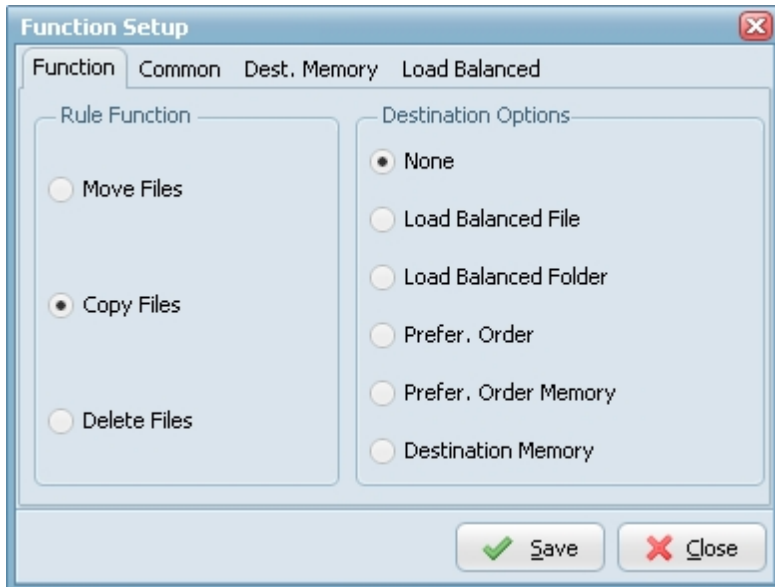 Function Setup
Function Common Dest. Memory Load Balanced
Rule Function
Move Files
Copy Files
Delete Files
Destination Options
None
Load Balanced File
Load Balanced Folder
Prefer. Order
Prefer. Order Memory
Destination Memory
Save Close